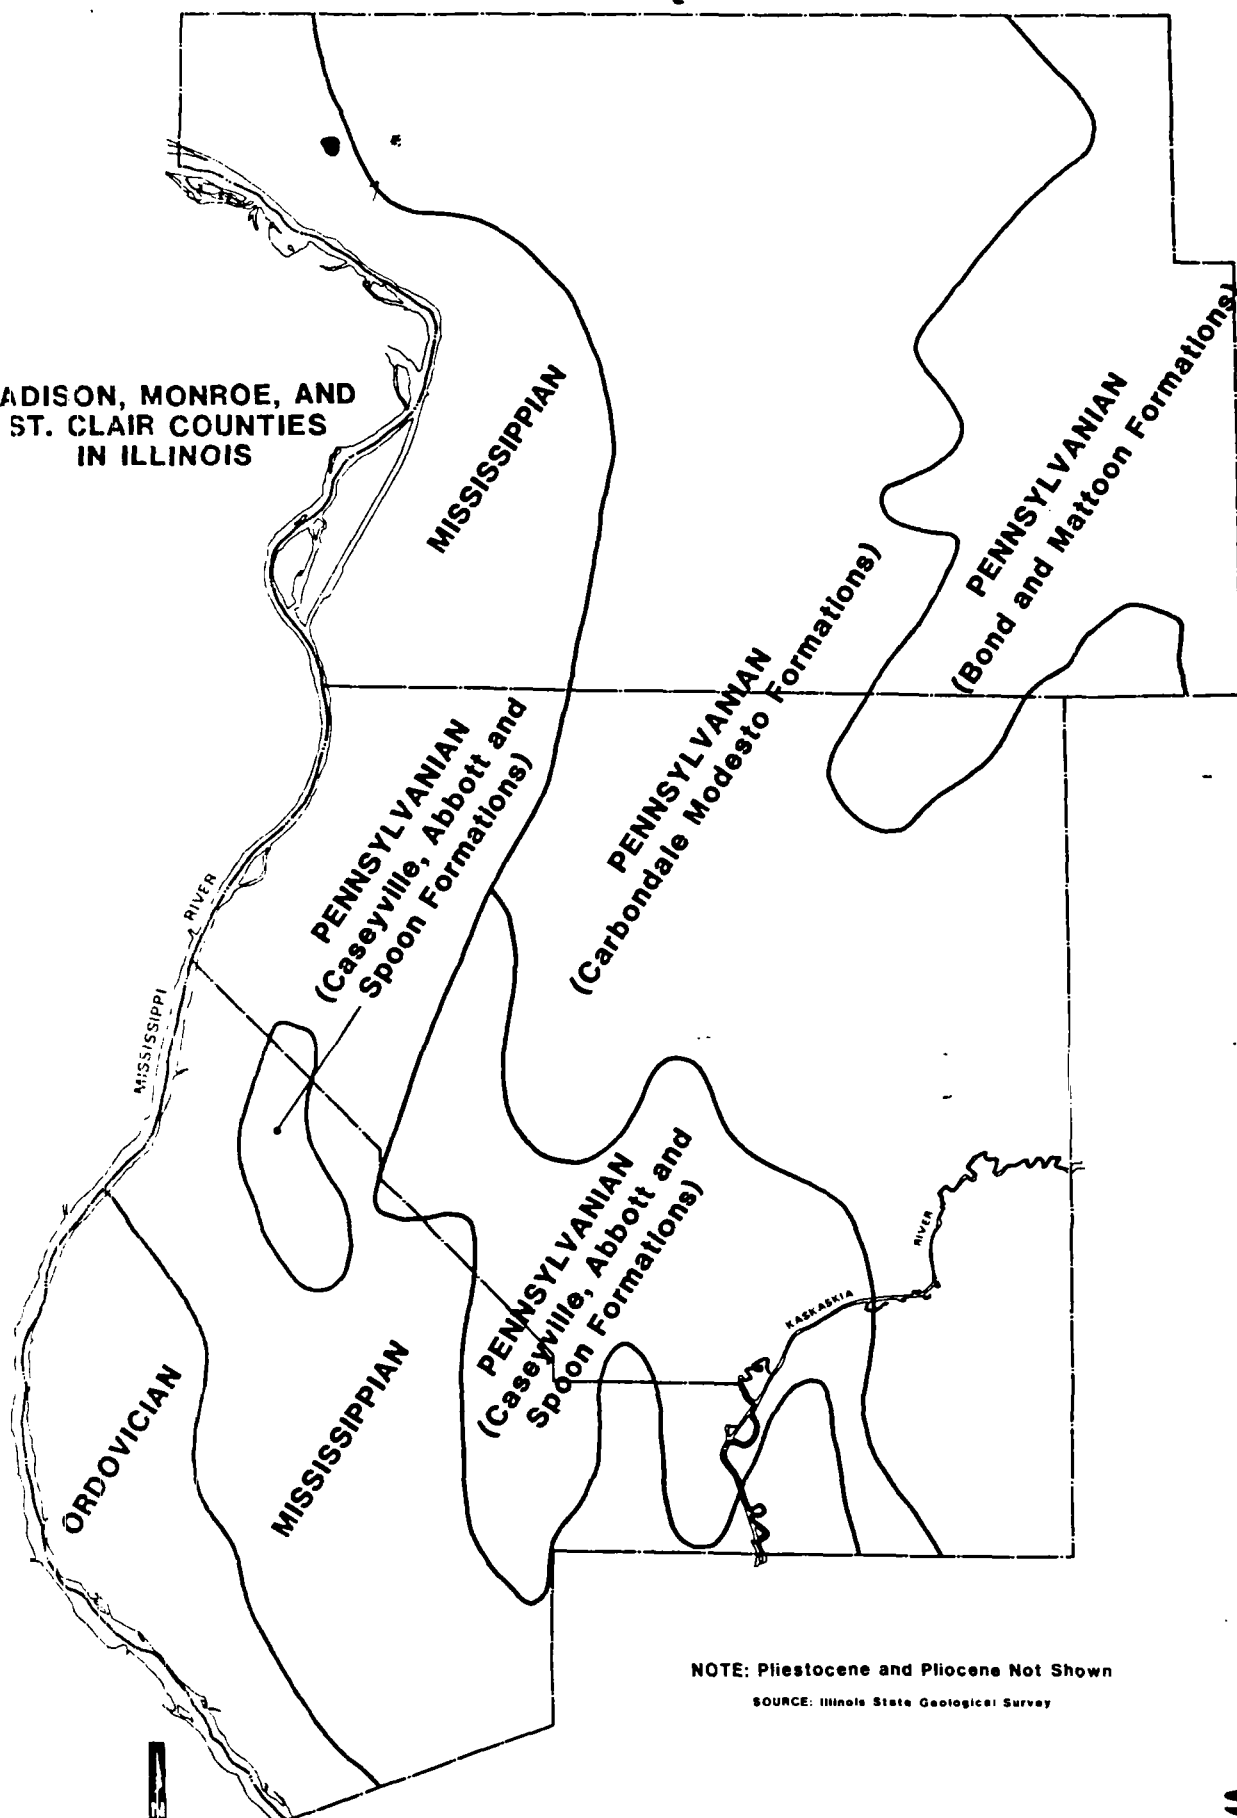 ADISON, MONROE, AND
ST. CLAIR COUNTIES
IN ILLINOIS
MISSISSIPPIAN
PENNSYLVANIAN
(Bond and Mattoon Formations)
PENNSYLVANIAN
(Carbondale Modesto Formations)
PENNSYLVANIAN
(Caseyville, Abbott and
Spoon Formations)
MISSISSIPPI
RIVER
PENNSYLVANIAN
(Caseyville, Abbott and
Spoon Formations)
KASKASKIA
RIVER
ORDOVICIAN
MISSISSIPPIAN
NOTE: Pliestocene and Pliocene Not Shown
SOURCE: Illinois State Geological Survey
N